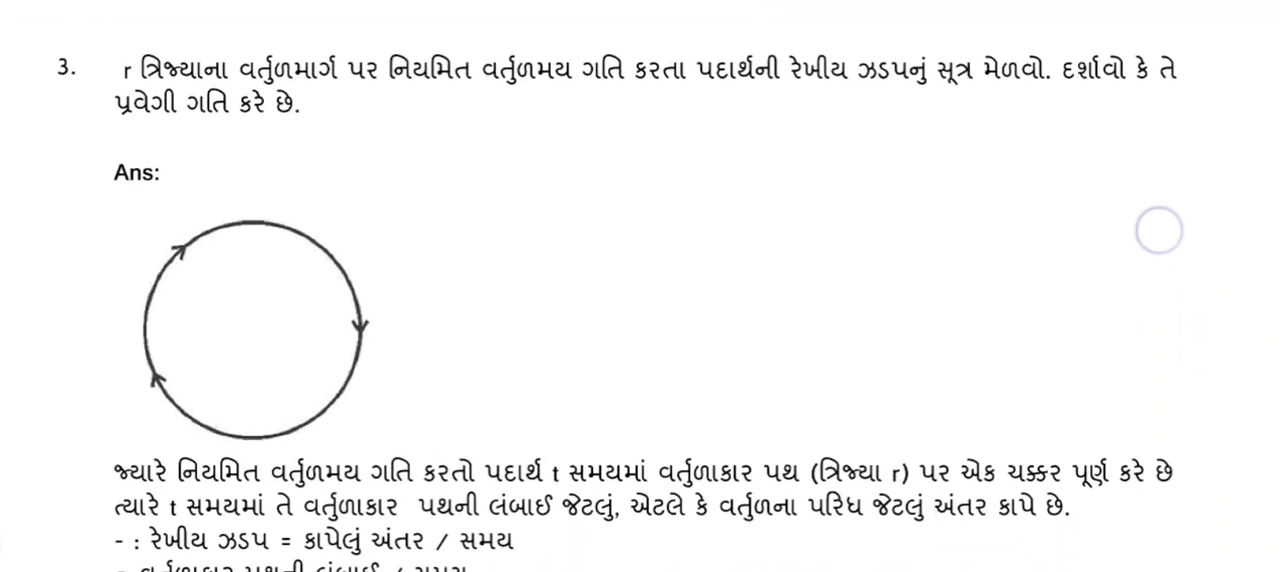 3. r ત્રિજ્યાના વર્તુળમાર્ગ પર નિયમિત વર્તુળમય ગતિ કરતા પદાર્થની રેખીય ઝડપનું સૂત્ર મેળવો. દર્શાવો કે તે
પ્રવેગી ગતિ કરે છે.
Ans:
જ્યારે નિયમિત વર્તુળમય ગતિ કરતો પદાર્થ t સમયમાં વર્તુળાકાર પથ (ત્રિજ્યા r) પર એક ચક્કર પૂર્ણ કરે છે
ત્યારે t સમયમાં તે વર્તુળાકાર પથની લંબાઈ જેટલું, એટલે કે વર્તુળના પરિધ જેટલું અંતર કાપે છે.
- : રેખીય ઝડપ = કાપેલું અંતર / સમય